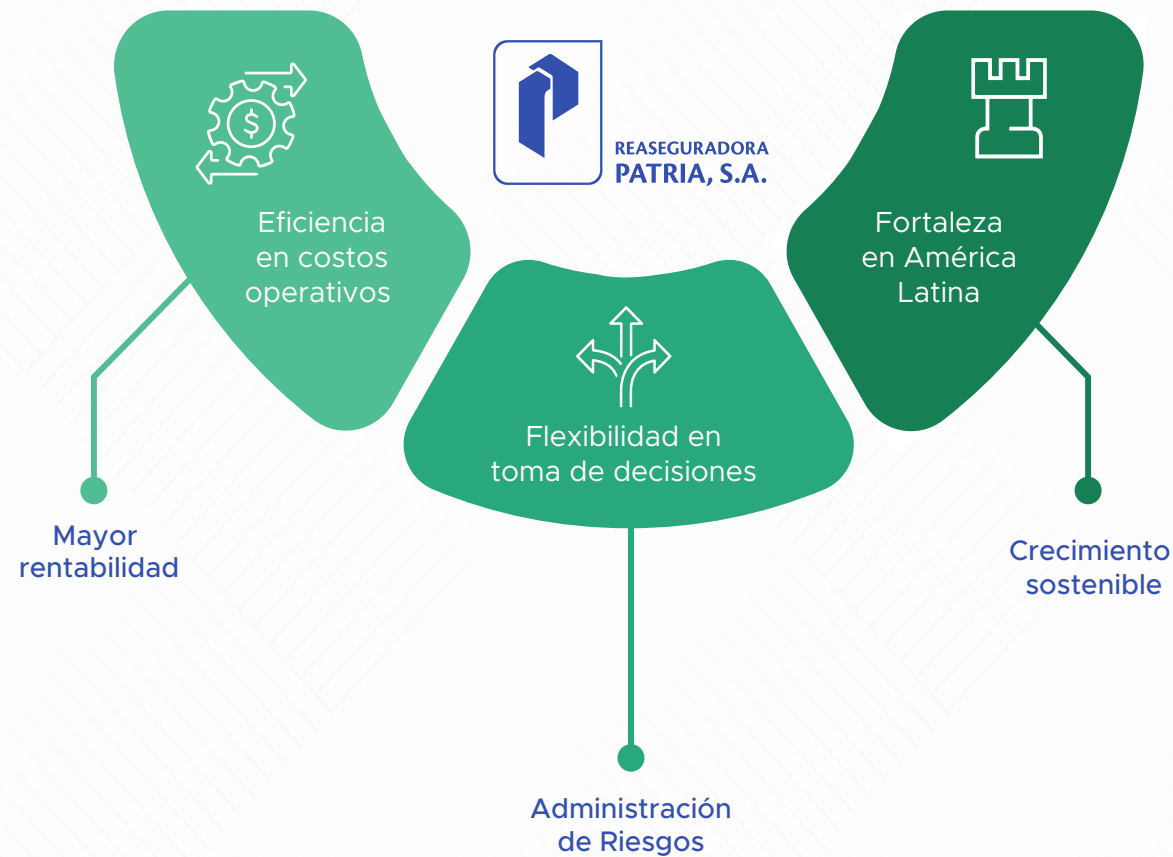 REASEGURADORA
PATRIA, S.A.
$
Eficiencia
en costos
operativos
Fortaleza
en América
Latina
Flexibilidad en
toma de decisiones
Mayor
rentabilidad
Crecimiento
sostenible
Administración
de Riesgos